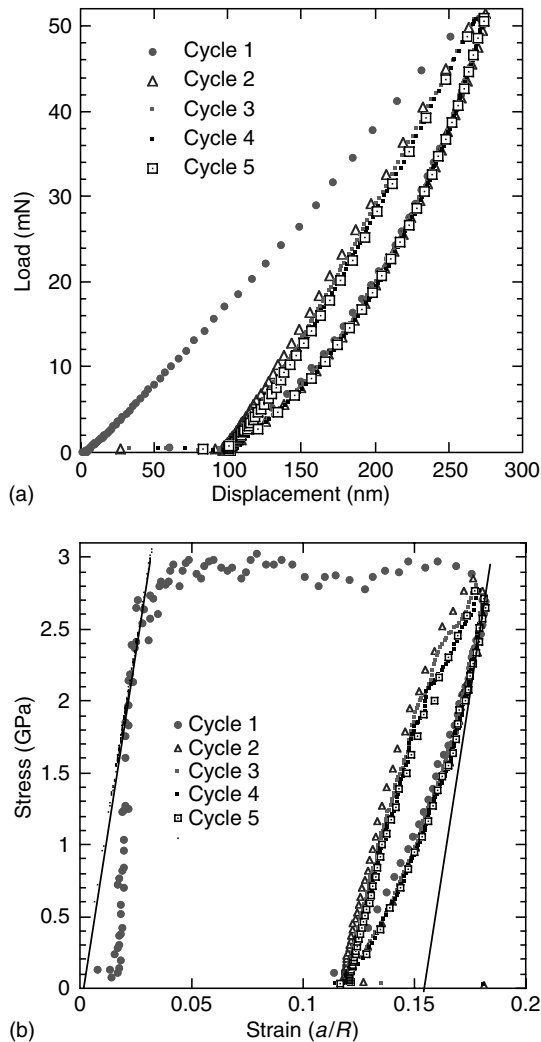 50
40
30
20
10
0
Load (mN)
Cycle 1
Cycle 2
Cycle 3
Cycle 4
Cycle 5
0 50 100 150 200 250 300
(a) Displacement (nm)
3
2.5
2
1.5
1
0.5
0
Stress (GPa)
Cycle 1
Cycle 2
Cycle 3
Cycle 4
Cycle 5
0 0.05 0.1 0.15 0.2
(b) Strain (a/R)